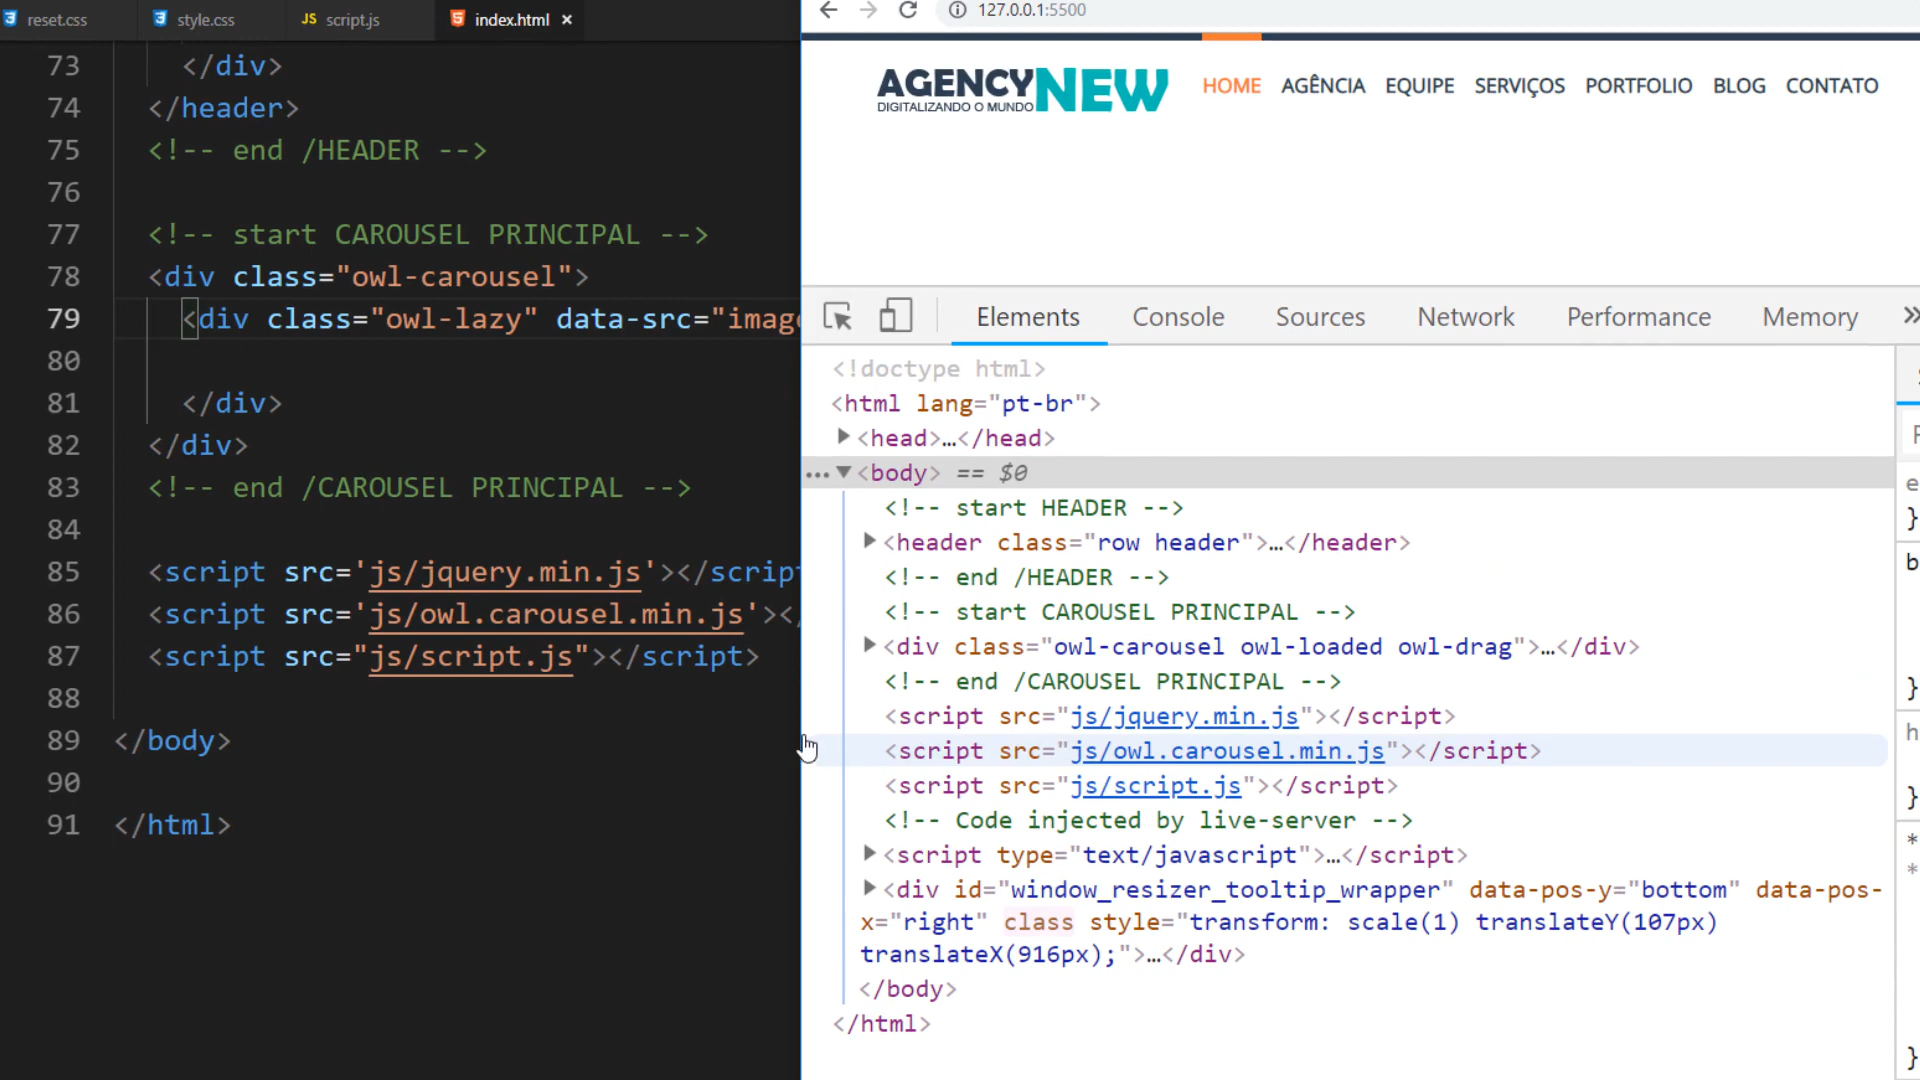 reset.css
style.css
JS script.js
index.html ×
73 </div>
74 </header>
75 <!-- end /HEADER -->
76
77 <!-- start CAROUSEL PRINCIPAL -->
78 <div class="owl-carousel">
79 <div class="owl-lazy" data-src="imag
80
81 </div>
82 </div>
83 <!-- end /CAROUSEL PRINCIPAL -->
84
85 <script src='js/jquery.min.js'></scrip
86 <script src='js/owl.carousel.min.js'></
87 <script src="js/script.js"></script>
88
89 </body>
90
91 </html>
127.0.0.1:5500
AGENCYNEW
DIGITALIZANDO O MUNDO
HOME AGÊNCIA EQUIPE SERVIÇOS PORTFOLIO BLOG CONTATO
Elements Console Sources Network Performance Memory »
<!doctype html>
<html lang="pt-br">
<head>…</head>
<body> == $0
<!-- start HEADER -->
<header class="row header">…</header>
<!-- end /HEADER -->
<!-- start CAROUSEL PRINCIPAL -->
<div class="owl-carousel owl-loaded owl-drag">…</div>
<!-- end /CAROUSEL PRINCIPAL -->
<script src="js/jquery.min.js"></script>
<script src="js/owl.carousel.min.js"></script>
<script src="js/script.js"></script>
<!-- Code injected by live-server -->
<script type="text/javascript">…</script>
<div id="window_resizer_tooltip_wrapper" data-pos-y="bottom" data-pos-
x="right" class style="transform: scale(1) translateY(107px)
translateX(916px);">…</div>
</body>
</html>
e
}
b
}
h
}
*
*
}